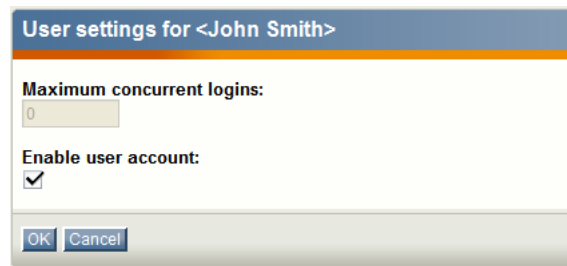 User settings for <John Smith>
Maximum concurrent logins:
0
Enable user account:
OK Cancel